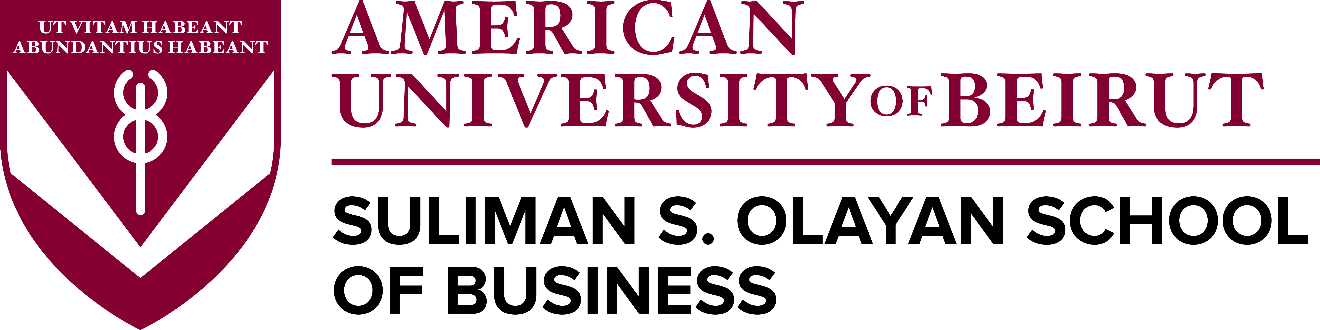 UT VITAM HABEANT
ABUNDANTIUS HABEANT
AMERICAN
UNIVERSITY OF BEIRUT
SULIMAN S. OLAYAN SCHOOL
OF BUSINESS